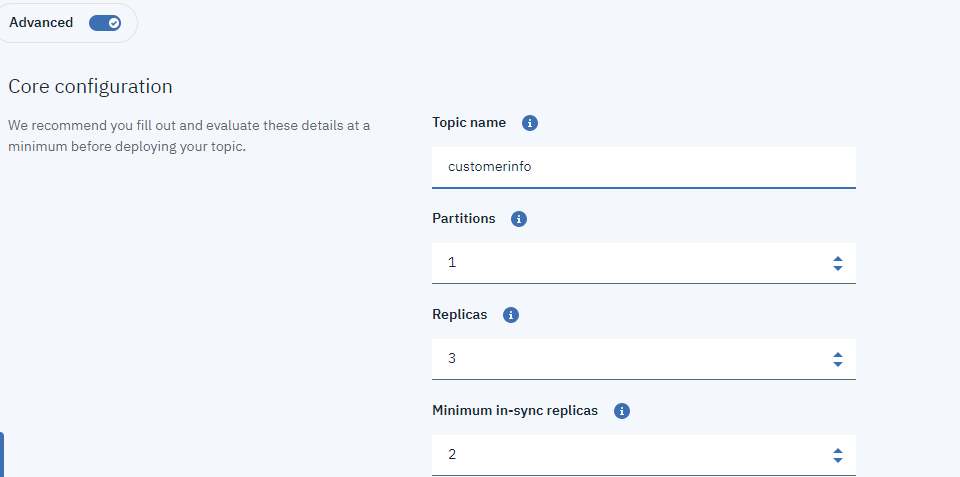 Advanced
Core configuration
We recommend you fill out and evaluate these details at a
minimum before deploying your topic.
Topic name
customerinfo
Partitions
1
Replicas
3
Minimum in-sync replicas
2